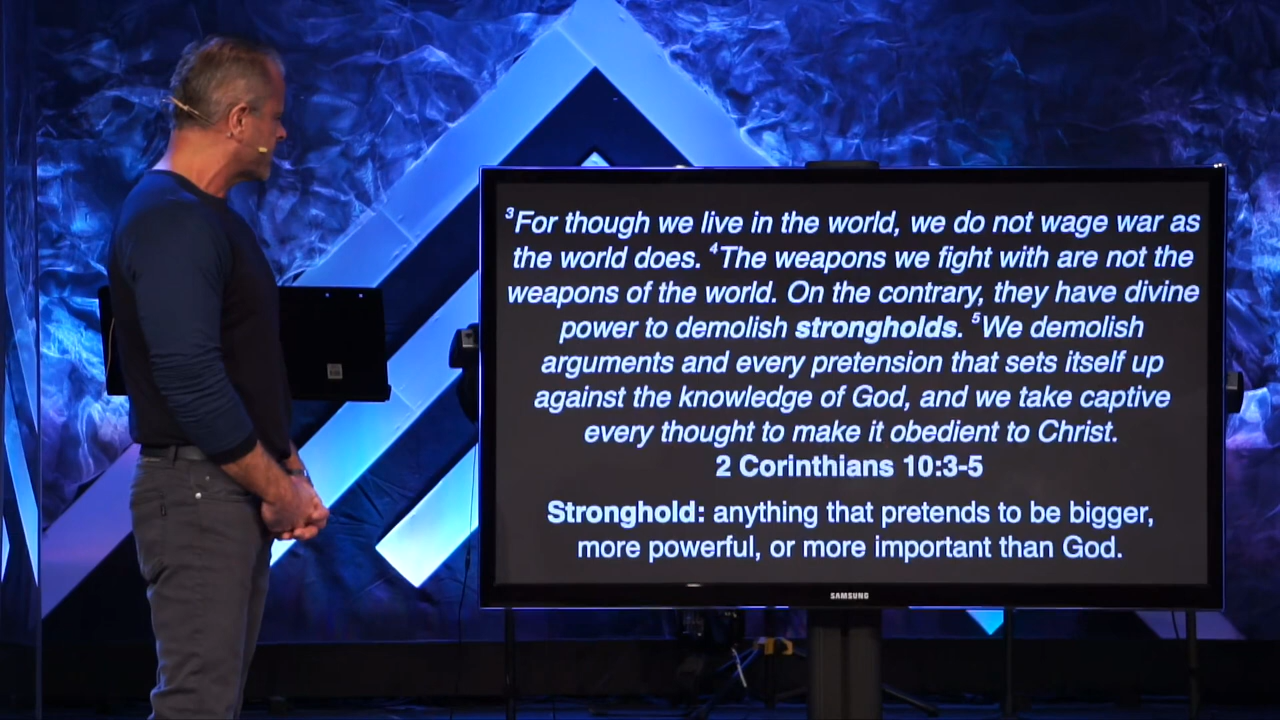 ³For though we live in the world, we do not wage war as
the world does. ⁴The weapons we fight with are not the
weapons of the world. On the contrary, they have divine
power to demolish strongholds. ⁵We demolish
arguments and every pretension that sets itself up
against the knowledge of God, and we take captive
every thought to make it obedient to Christ.
2 Corinthians 10:3-5
Stronghold: anything that pretends to be bigger,
more powerful, or more important than God.
SAMSUNG